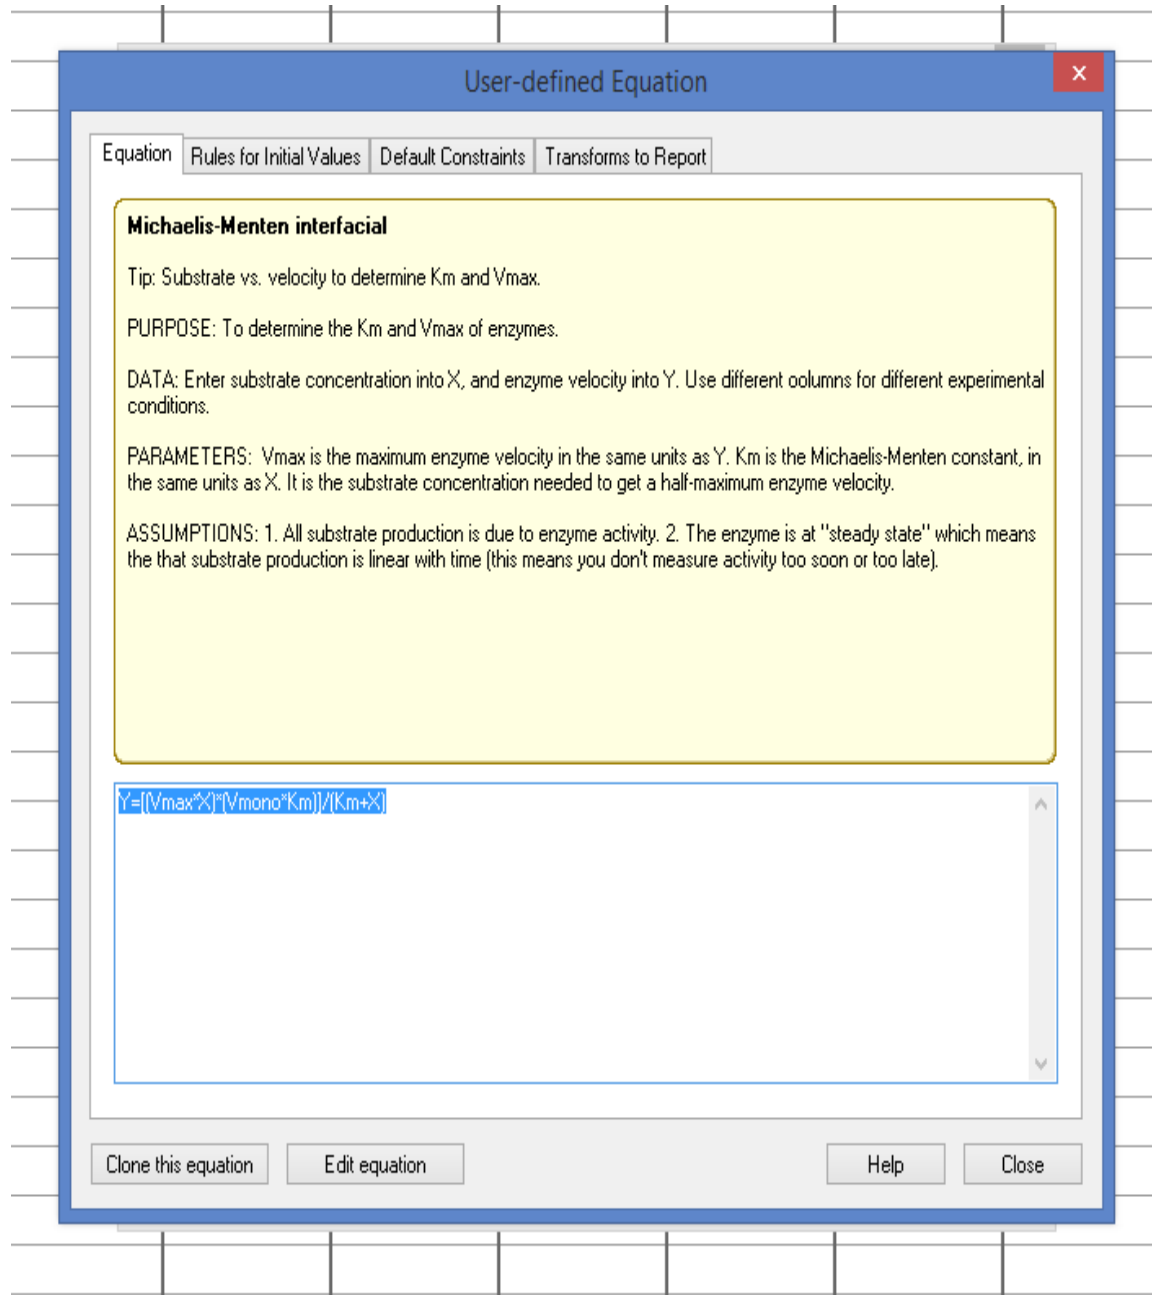 User-defined Equation
x
Equation Rules for Initial Values Default Constraints Transforms to Report
Michaelis-Menten interfacial
Tip: Substrate vs. velocity to determine Km and Vmax.
PURPOSE: To determine the Km and Vmax of enzymes.
DATA: Enter substrate concentration into X, and enzyme velocity into Y. Use different oolumns for different experimental
conditions.
PARAMETERS:  Vmax is the maximum enzyme velocity in the same units as Y. Km is the Michaelis-Menten constant, in
the same units as X. It is the substrate concentration needed to get a half-maximum enzyme velocity.
ASSUMPTIONS: 1. All substrate production is due to enzyme activity. 2. The enzyme is at "steady state" which means
the that substrate production is linear with time (this means you don't measure activity too soon or too late).
Y=[(Vmax*X)*(Vmono*Km)]/(Km+X)
Clone this equation Edit equation Help Close